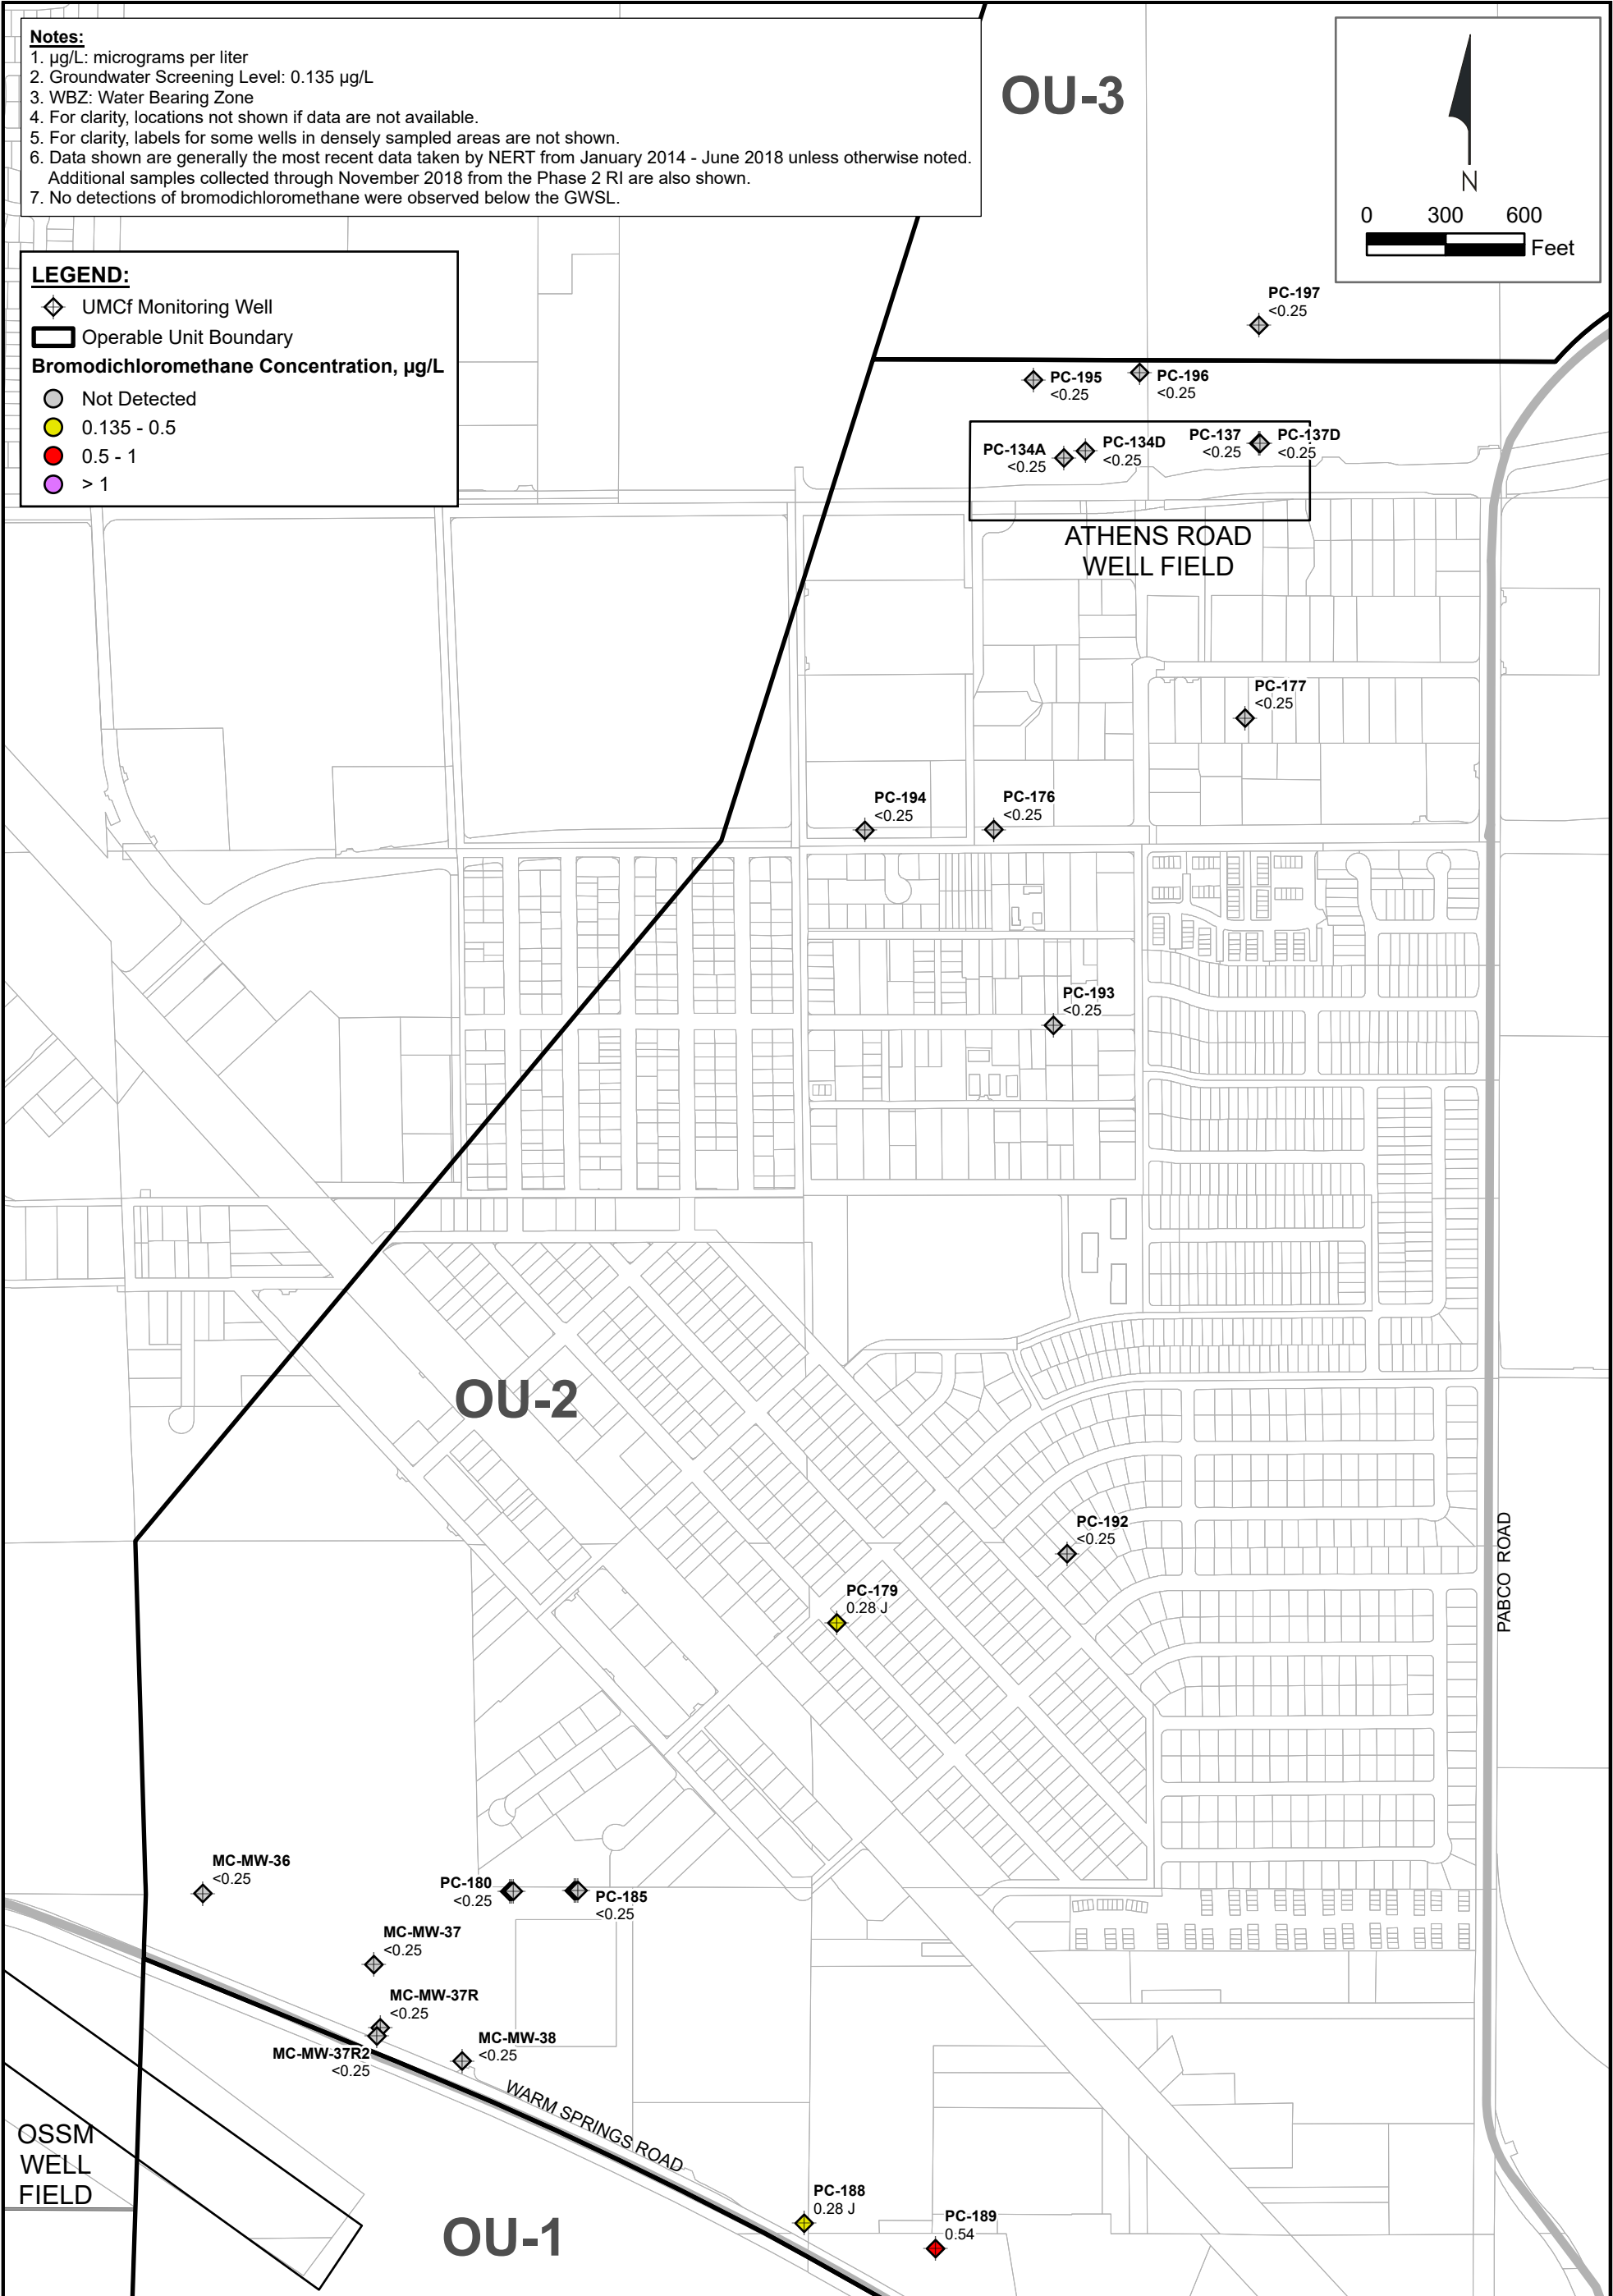 Notes:
1. µg/L: micrograms per liter
2. Groundwater Screening Level: 0.135 µg/L
3. WBZ: Water Bearing Zone
4. For clarity, locations not shown if data are not available.
5. For clarity, labels for some wells in densely sampled areas are not shown.
6. Data shown are generally the most recent data taken by NERT from January 2014 - June 2018 unless otherwise noted.
Additional samples collected through November 2018 from the Phase 2 RI are also shown.
7. No detections of bromodichloromethane were observed below the GWSL.
OU-3
N
0 300 600
Feet
LEGEND:
UMCf Monitoring Well
Operable Unit Boundary
Bromodichloromethane Concentration, µg/L
Not Detected
0.135 - 0.5
0.5 - 1
> 1
PC-197
<0.25
PC-195
<0.25
PC-196
<0.25
PC-134A
<0.25
PC-134D
<0.25
PC-137
<0.25
PC-137D
<0.25
ATHENS ROAD
WELL FIELD
PC-177
<0.25
PC-194
<0.25
PC-176
<0.25
PC-193
<0.25
OU-2
PC-192
<0.25
PABCO ROAD
PC-179
0.28 J
MC-MW-36
<0.25
PC-180
<0.25
PC-185
<0.25
MC-MW-37
<0.25
MC-MW-37R
<0.25
MC-MW-37R2
<0.25
MC-MW-38
<0.25
WARM SPRINGS ROAD
OSSM
WELL
FIELD
PC-188
0.28 J
PC-189
0.54
OU-1